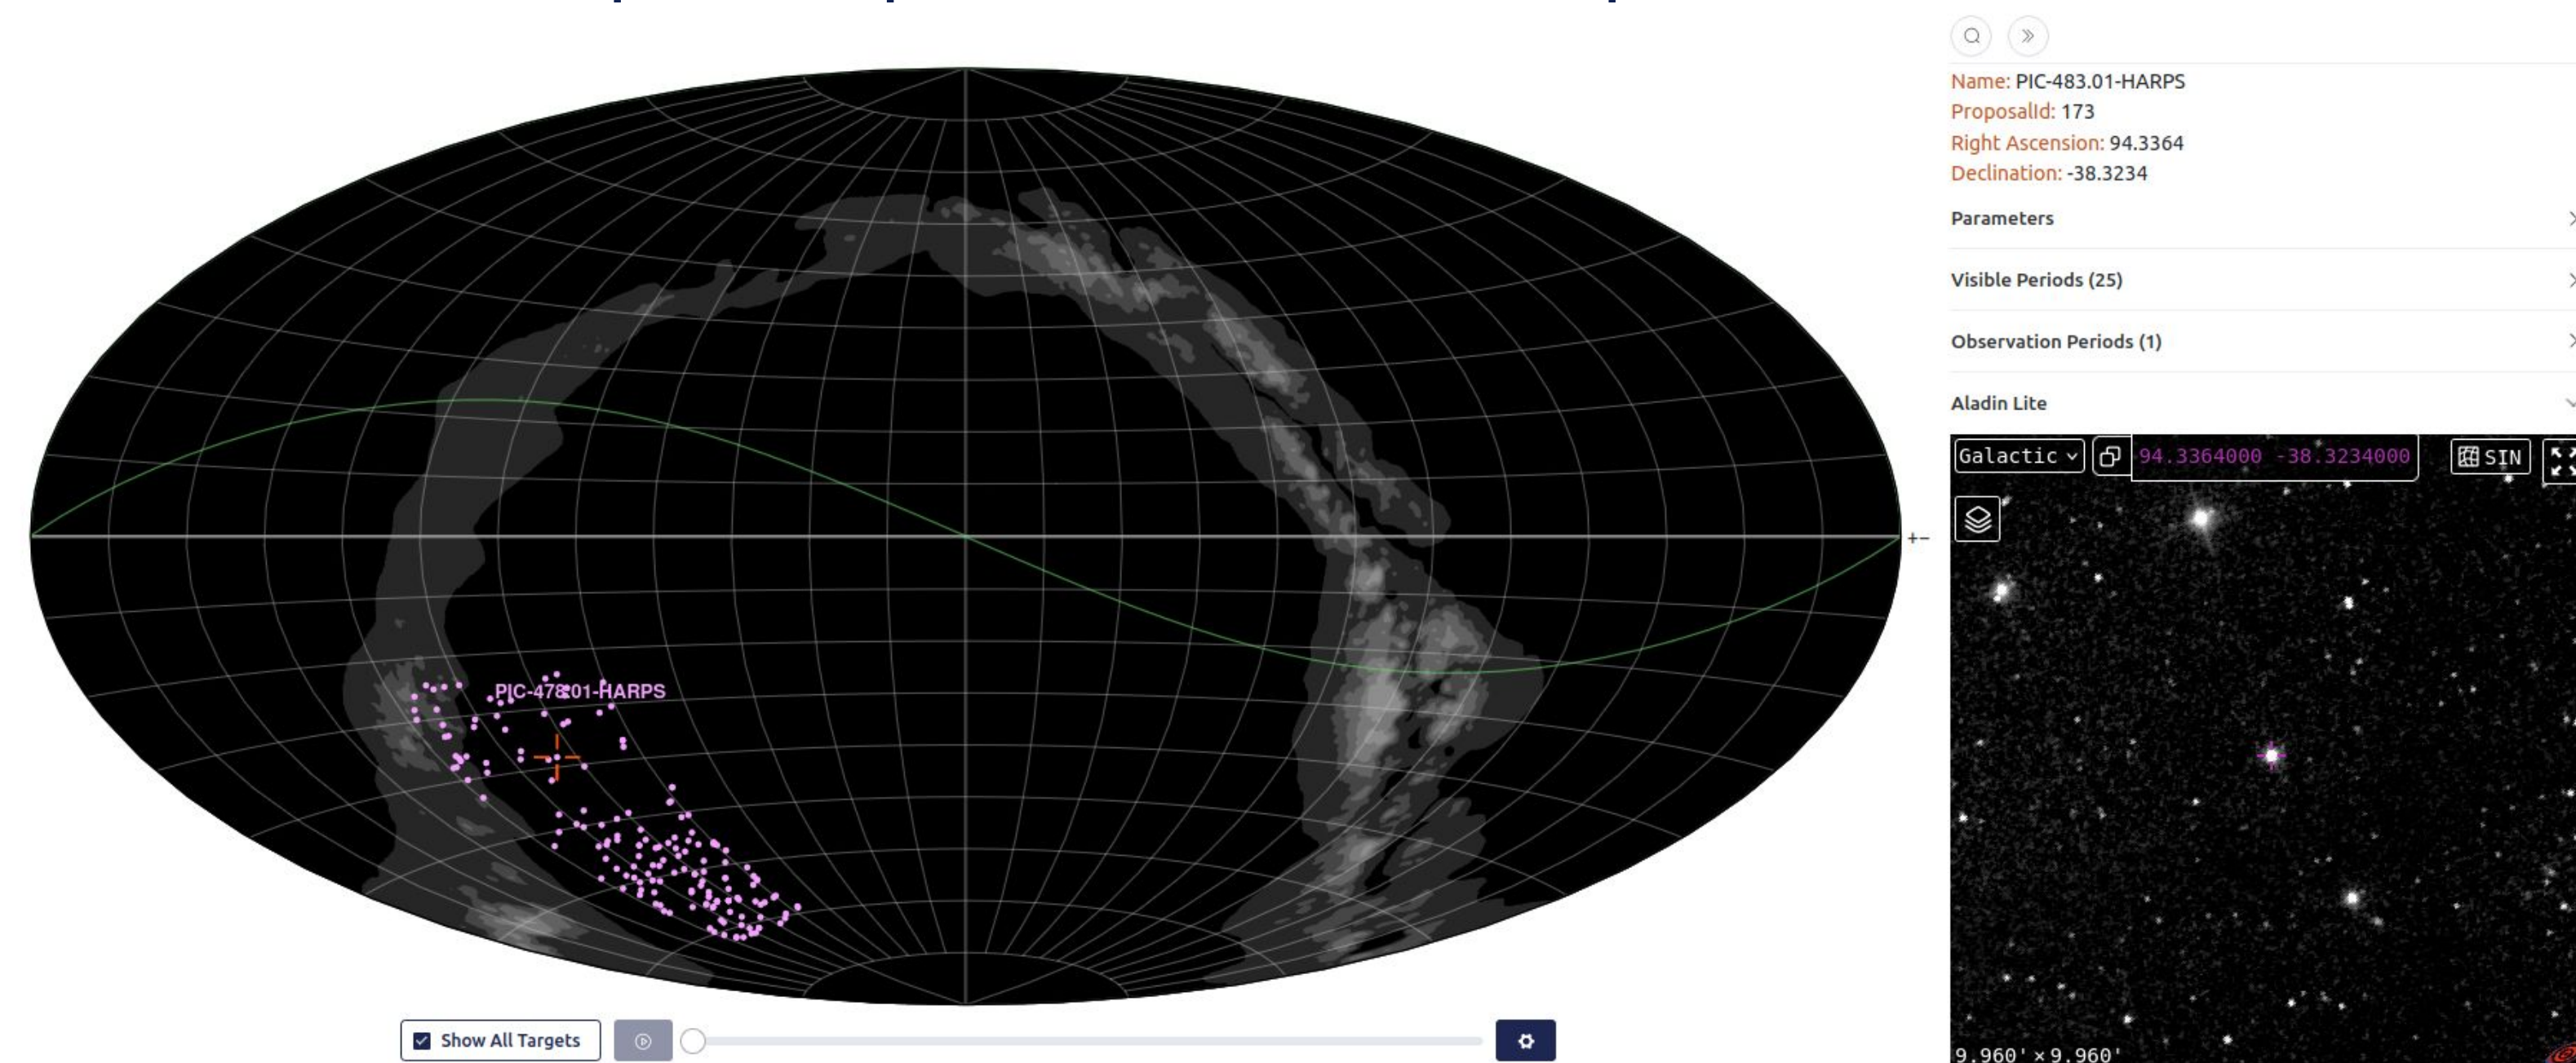 Name: PIC-483.01-HARPS
ProposalId: 173
Right Ascension: 94.3364
Declination: -38.3234
Parameters
Visible Periods (25)
Observation Periods (1)
Aladin Lite
Galactic
94.3364000 -38.3234000
SIN
+−
PIC-478.01-HARPS
Show All Targets
9.960' × 9.960'